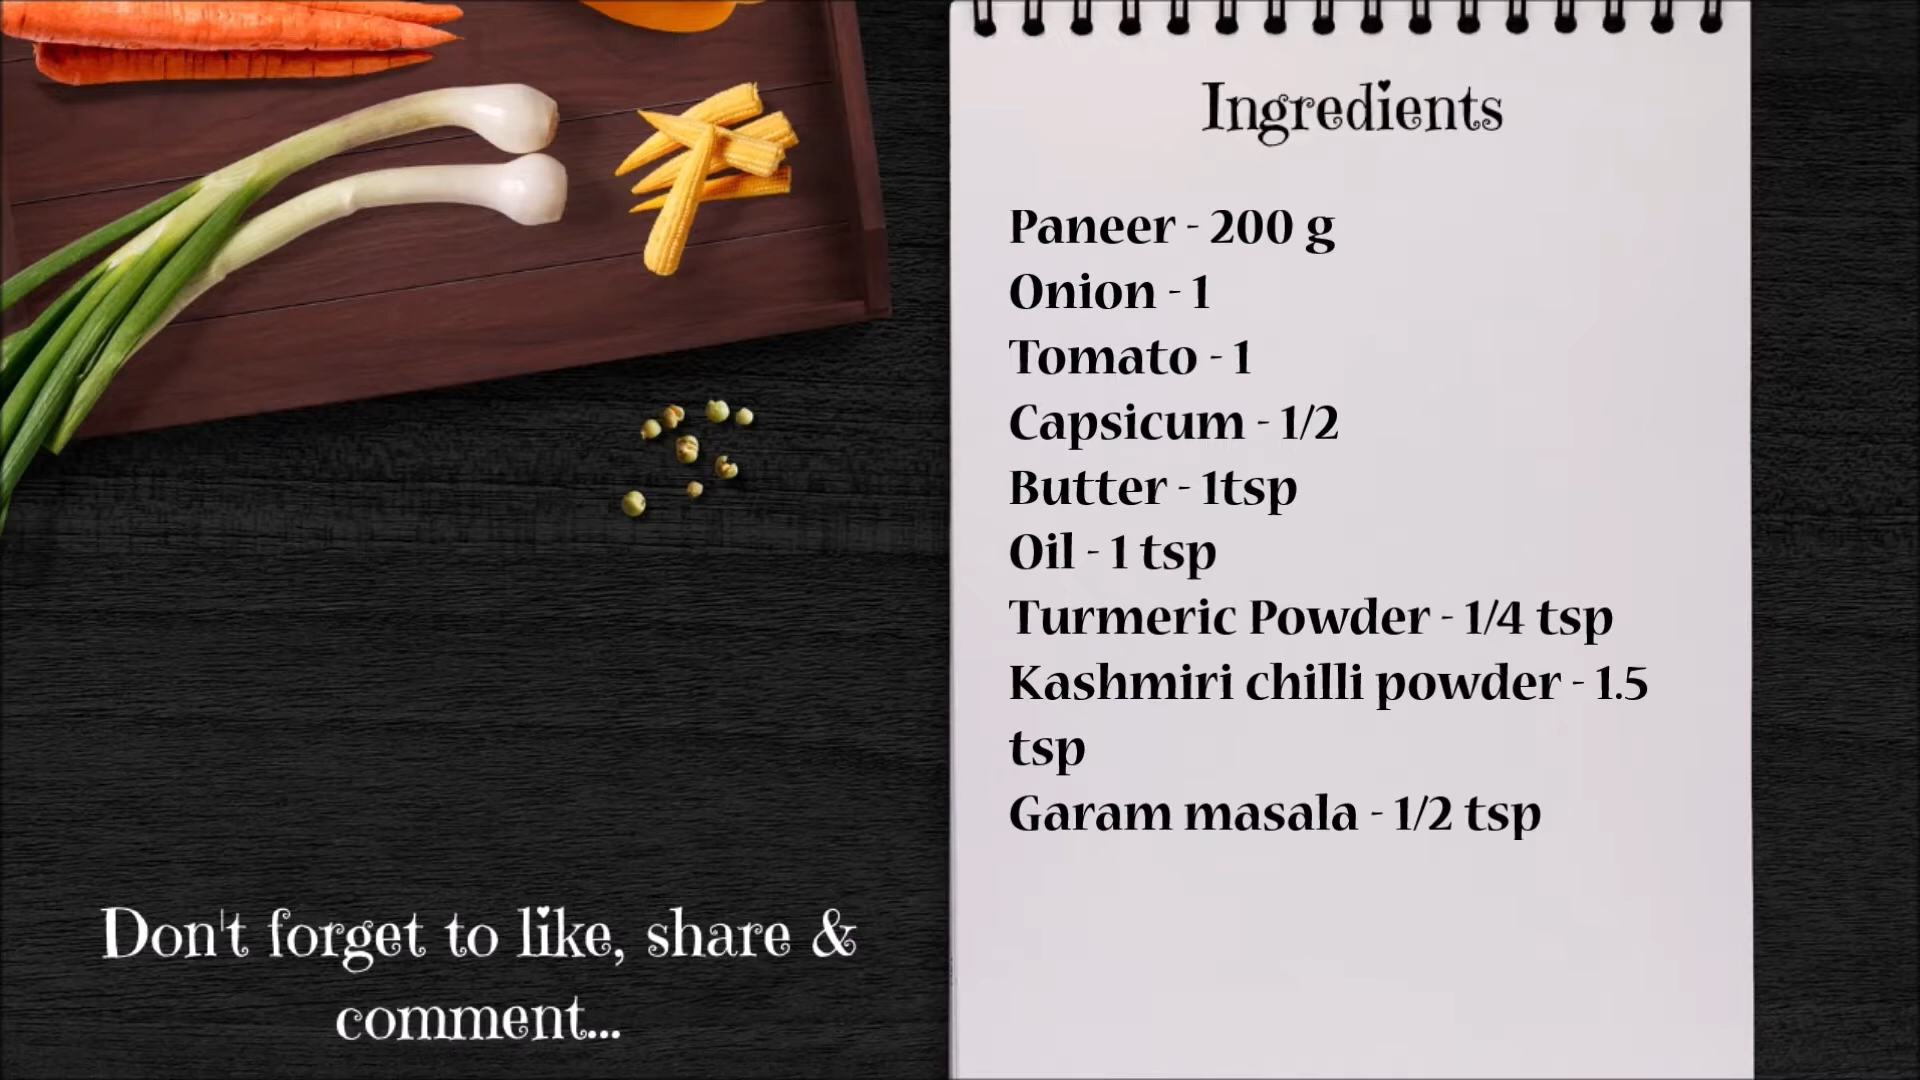 Ingredients
Paneer - 200 g
Onion - 1
Tomato - 1
Capsicum - 1/2
Butter - 1tsp
Oil - 1 tsp
Turmeric Powder - 1/4 tsp
Kashmiri chilli powder - 1.5
tsp
Garam masala - 1/2 tsp
Don't forget to like, share &
comment...